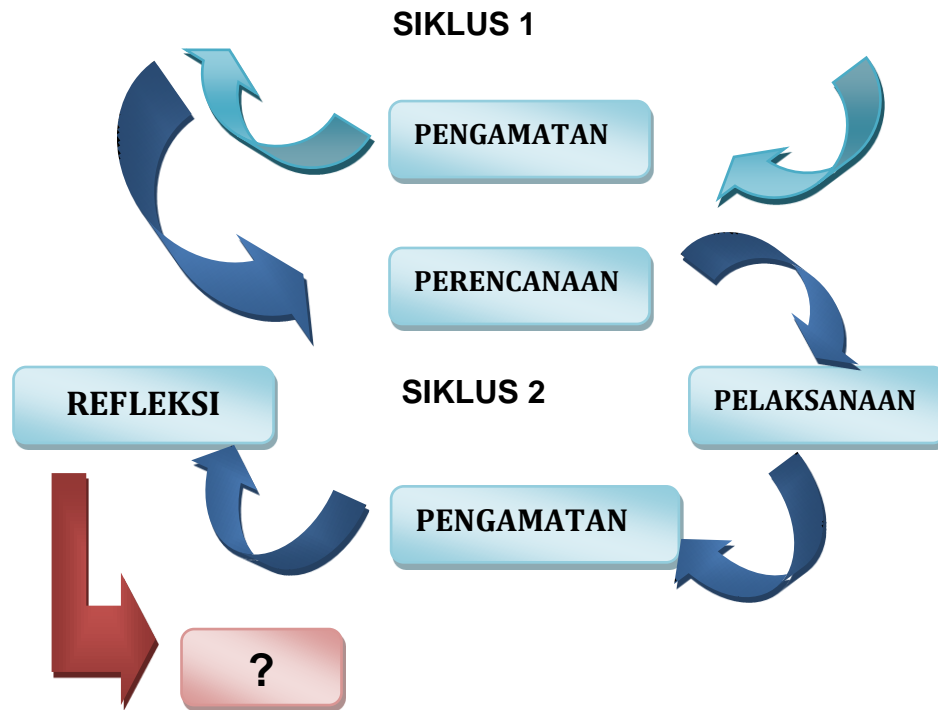 SIKLUS 1
PENGAMATAN
PERENCANAAN
REFLEKSI
SIKLUS 2
PELAKSANAAN
PENGAMATAN
?